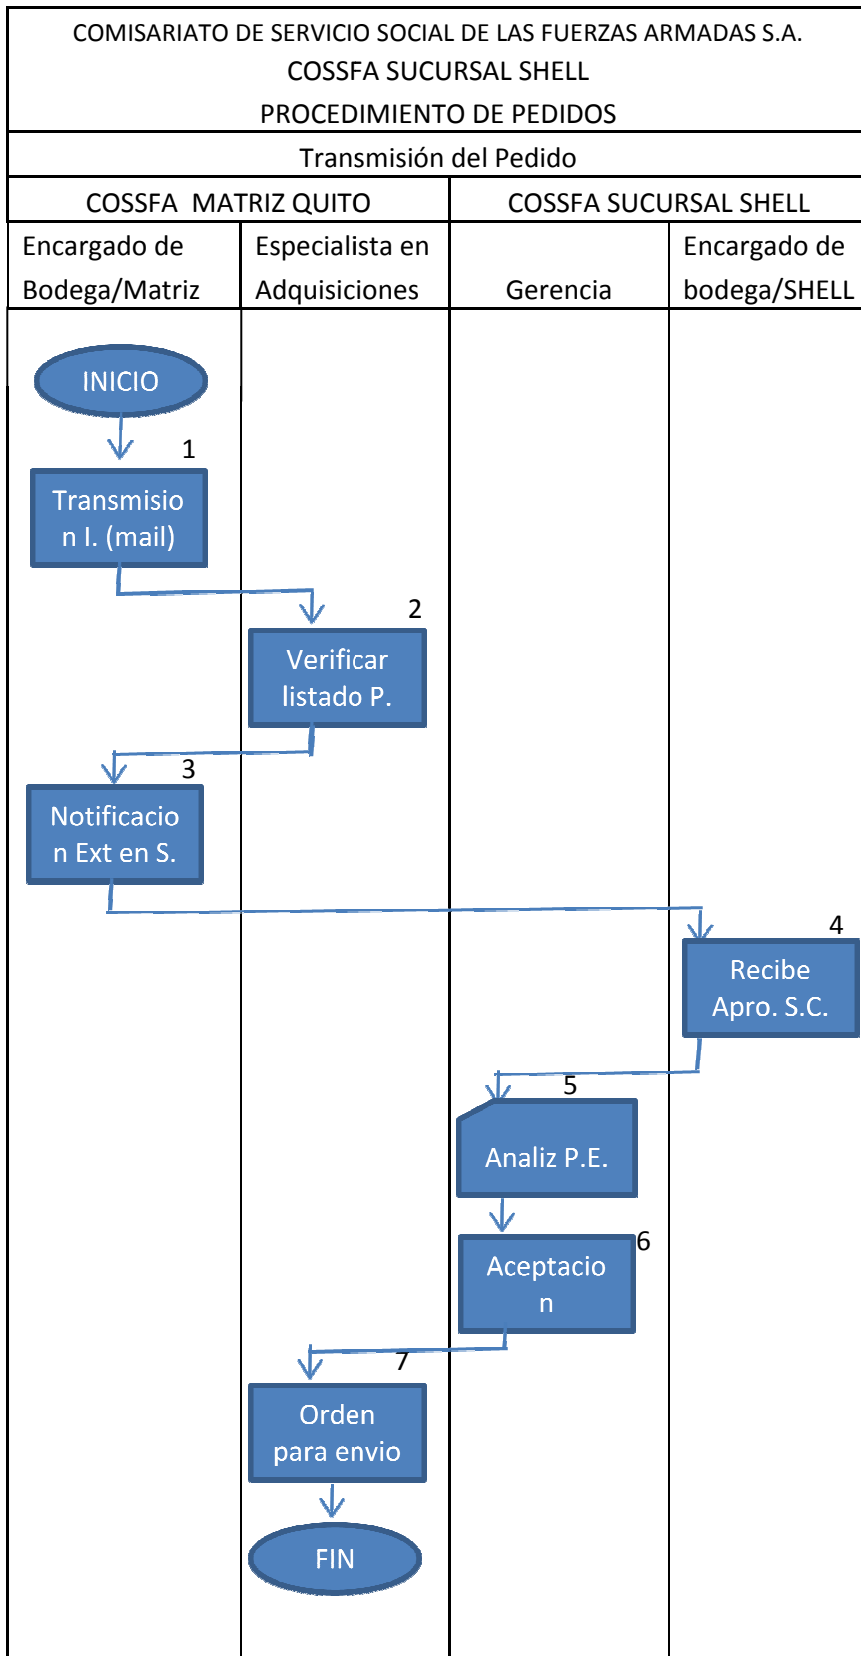 COMISARIATO DE SERVICIO SOCIAL DE LAS FUERZAS ARMADAS S.A.
COSSFA SUCURSAL SHELL
PROCEDIMIENTO DE PEDIDOS
Transmisión del Pedido
COSSFA MATRIZ QUITO
COSSFA SUCURSAL SHELL
Encargado de
Bodega/Matriz
Especialista en
Adquisiciones
Gerencia
Encargado de
bodega/SHELL
INICIO
1
Transmisio
n I. (mail)
2
Verificar
listado P.
3
Notificacio
n Ext en S.
4
Recibe
Apro. S.C.
5
Analiz P.E.
6
Aceptacio
n
7
Orden
para envio
FIN